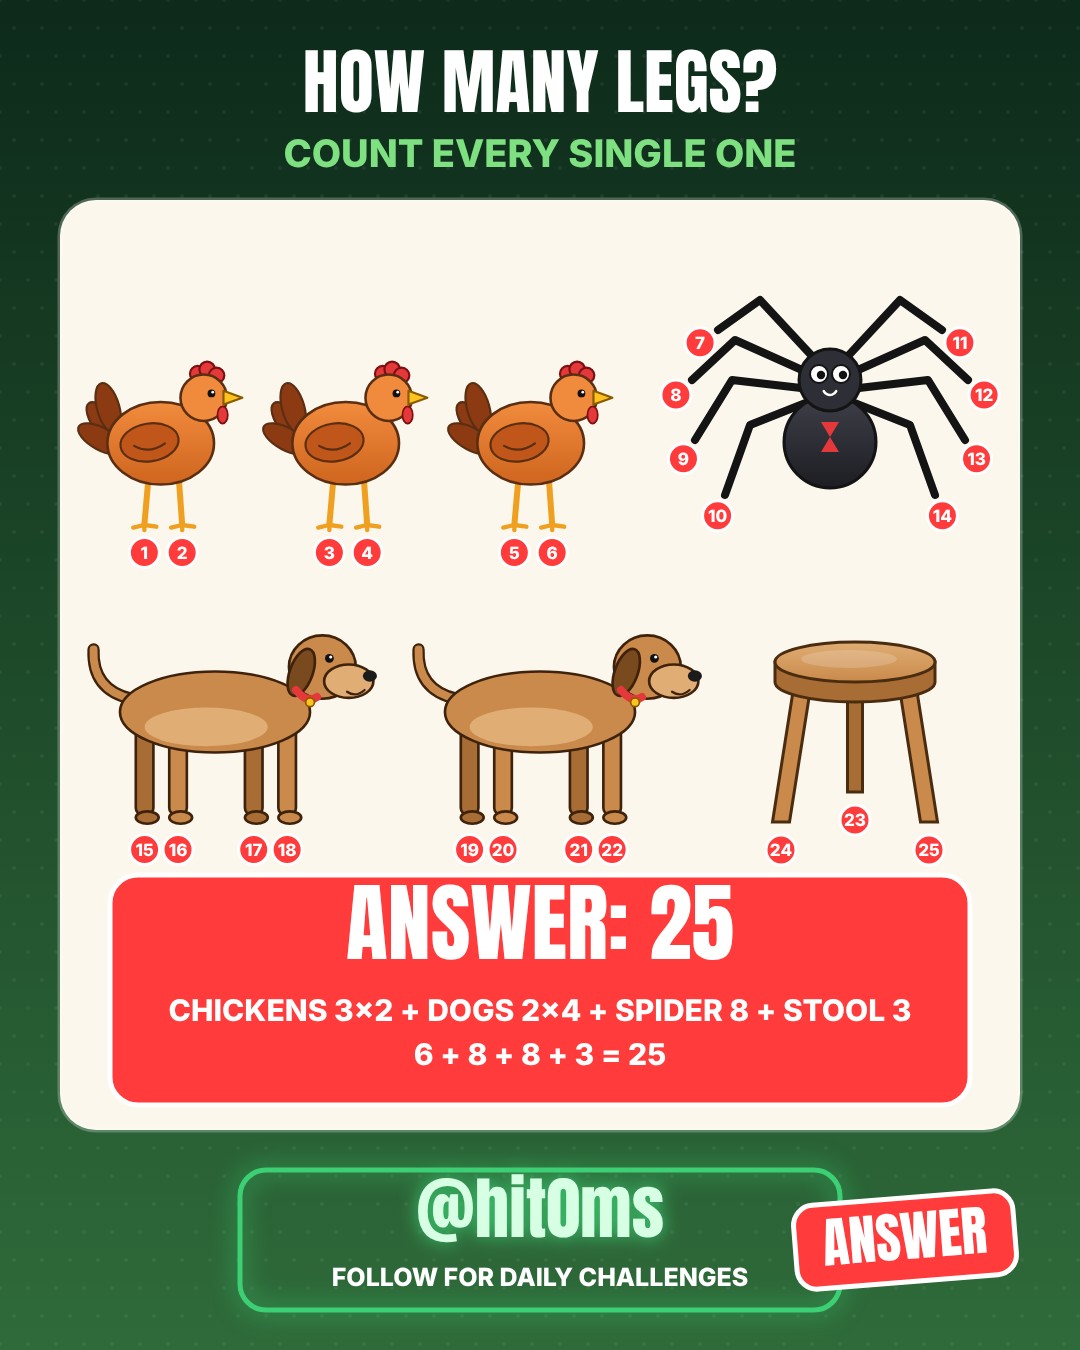 HOW MANY LEGS?
COUNT EVERY SINGLE ONE
7
11
8
12
9
13
10
14
1 2 3 4 5 6
23
15 16 17 18 19 20 21 22 24 25
ANSWER: 25
CHICKENS 3×2 + DOGS 2×4 + SPIDER 8 + STOOL 3
6 + 8 + 8 + 3 = 25
@hit0ms
FOLLOW FOR DAILY CHALLENGES
ANSWER